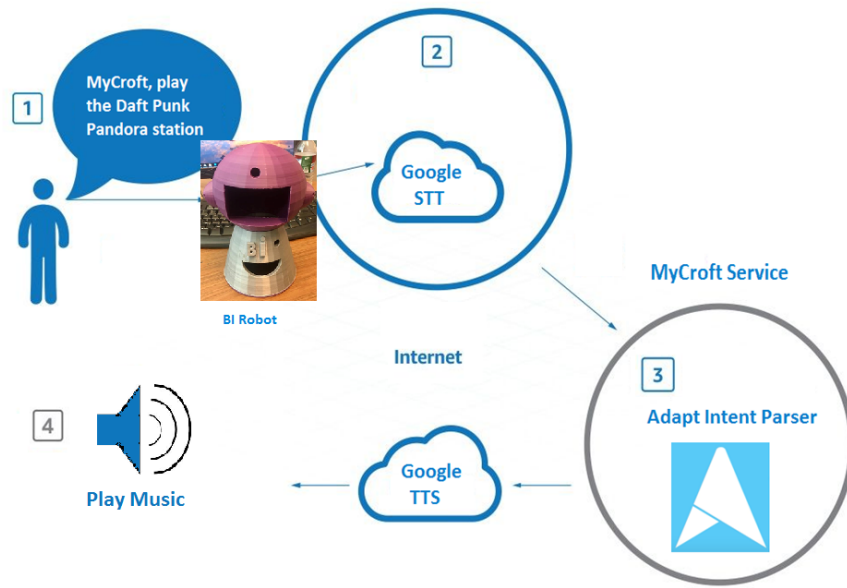 1
MyCroft, play
the Daft Punk
Pandora station
2
Google
STT
BI
BI Robot
MyCroft Service
Internet
3
Adapt Intent Parser
4
Play Music
Google
TTS